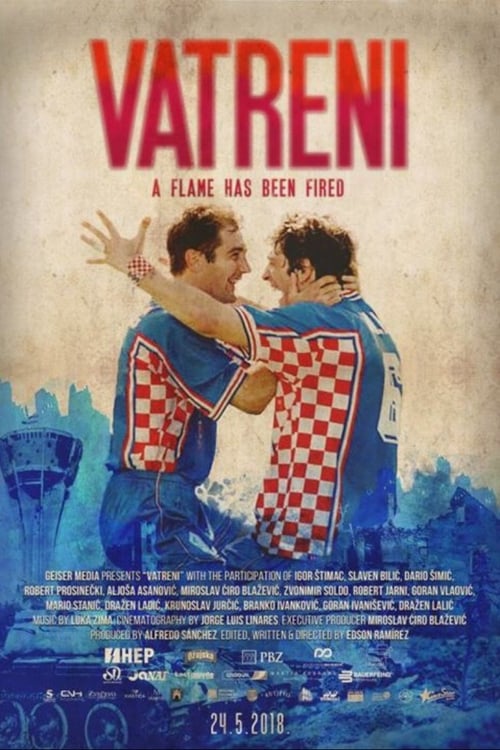 VATRENI
A FLAME HAS BEEN FIRED
GEISER MEDIA PRESENTS "VATRENI" WITH THE PARTICIPATION OF IGOR ŠTIMAC, SLAVEN BILIĆ, DARIO ŠIMIĆ,
ROBERT PROSINEČKI, ALJOŠA ASANOVIĆ, MIROSLAV ĆIRO BLAŽEVIĆ, ZVONIMIR SOLDO, ROBERT JARNI, GORAN VLAOVIĆ,
MARIO STANIĆ, DRAŽEN LADIĆ, KRUNOSLAV JURČIĆ, BRANKO IVANKOVIĆ, GORAN IVANIŠEVIĆ, DRAŽEN LALIĆ
MUSIC BY LUKA ZIMA. CINEMATOGRAPHY BY JORGE LUIS LINARES EXECUTIVE PRODUCER MIROSLAV ĆIRO BLAŽEVIĆ
PRODUCED BY ALFREDO SÁNCHEZ. EDITED, WRITTEN & DIRECTED BY EDSON RAMÍREZ
HEP ožujsko PBZ
JANAF BAUERFEIND
24.5.2018.